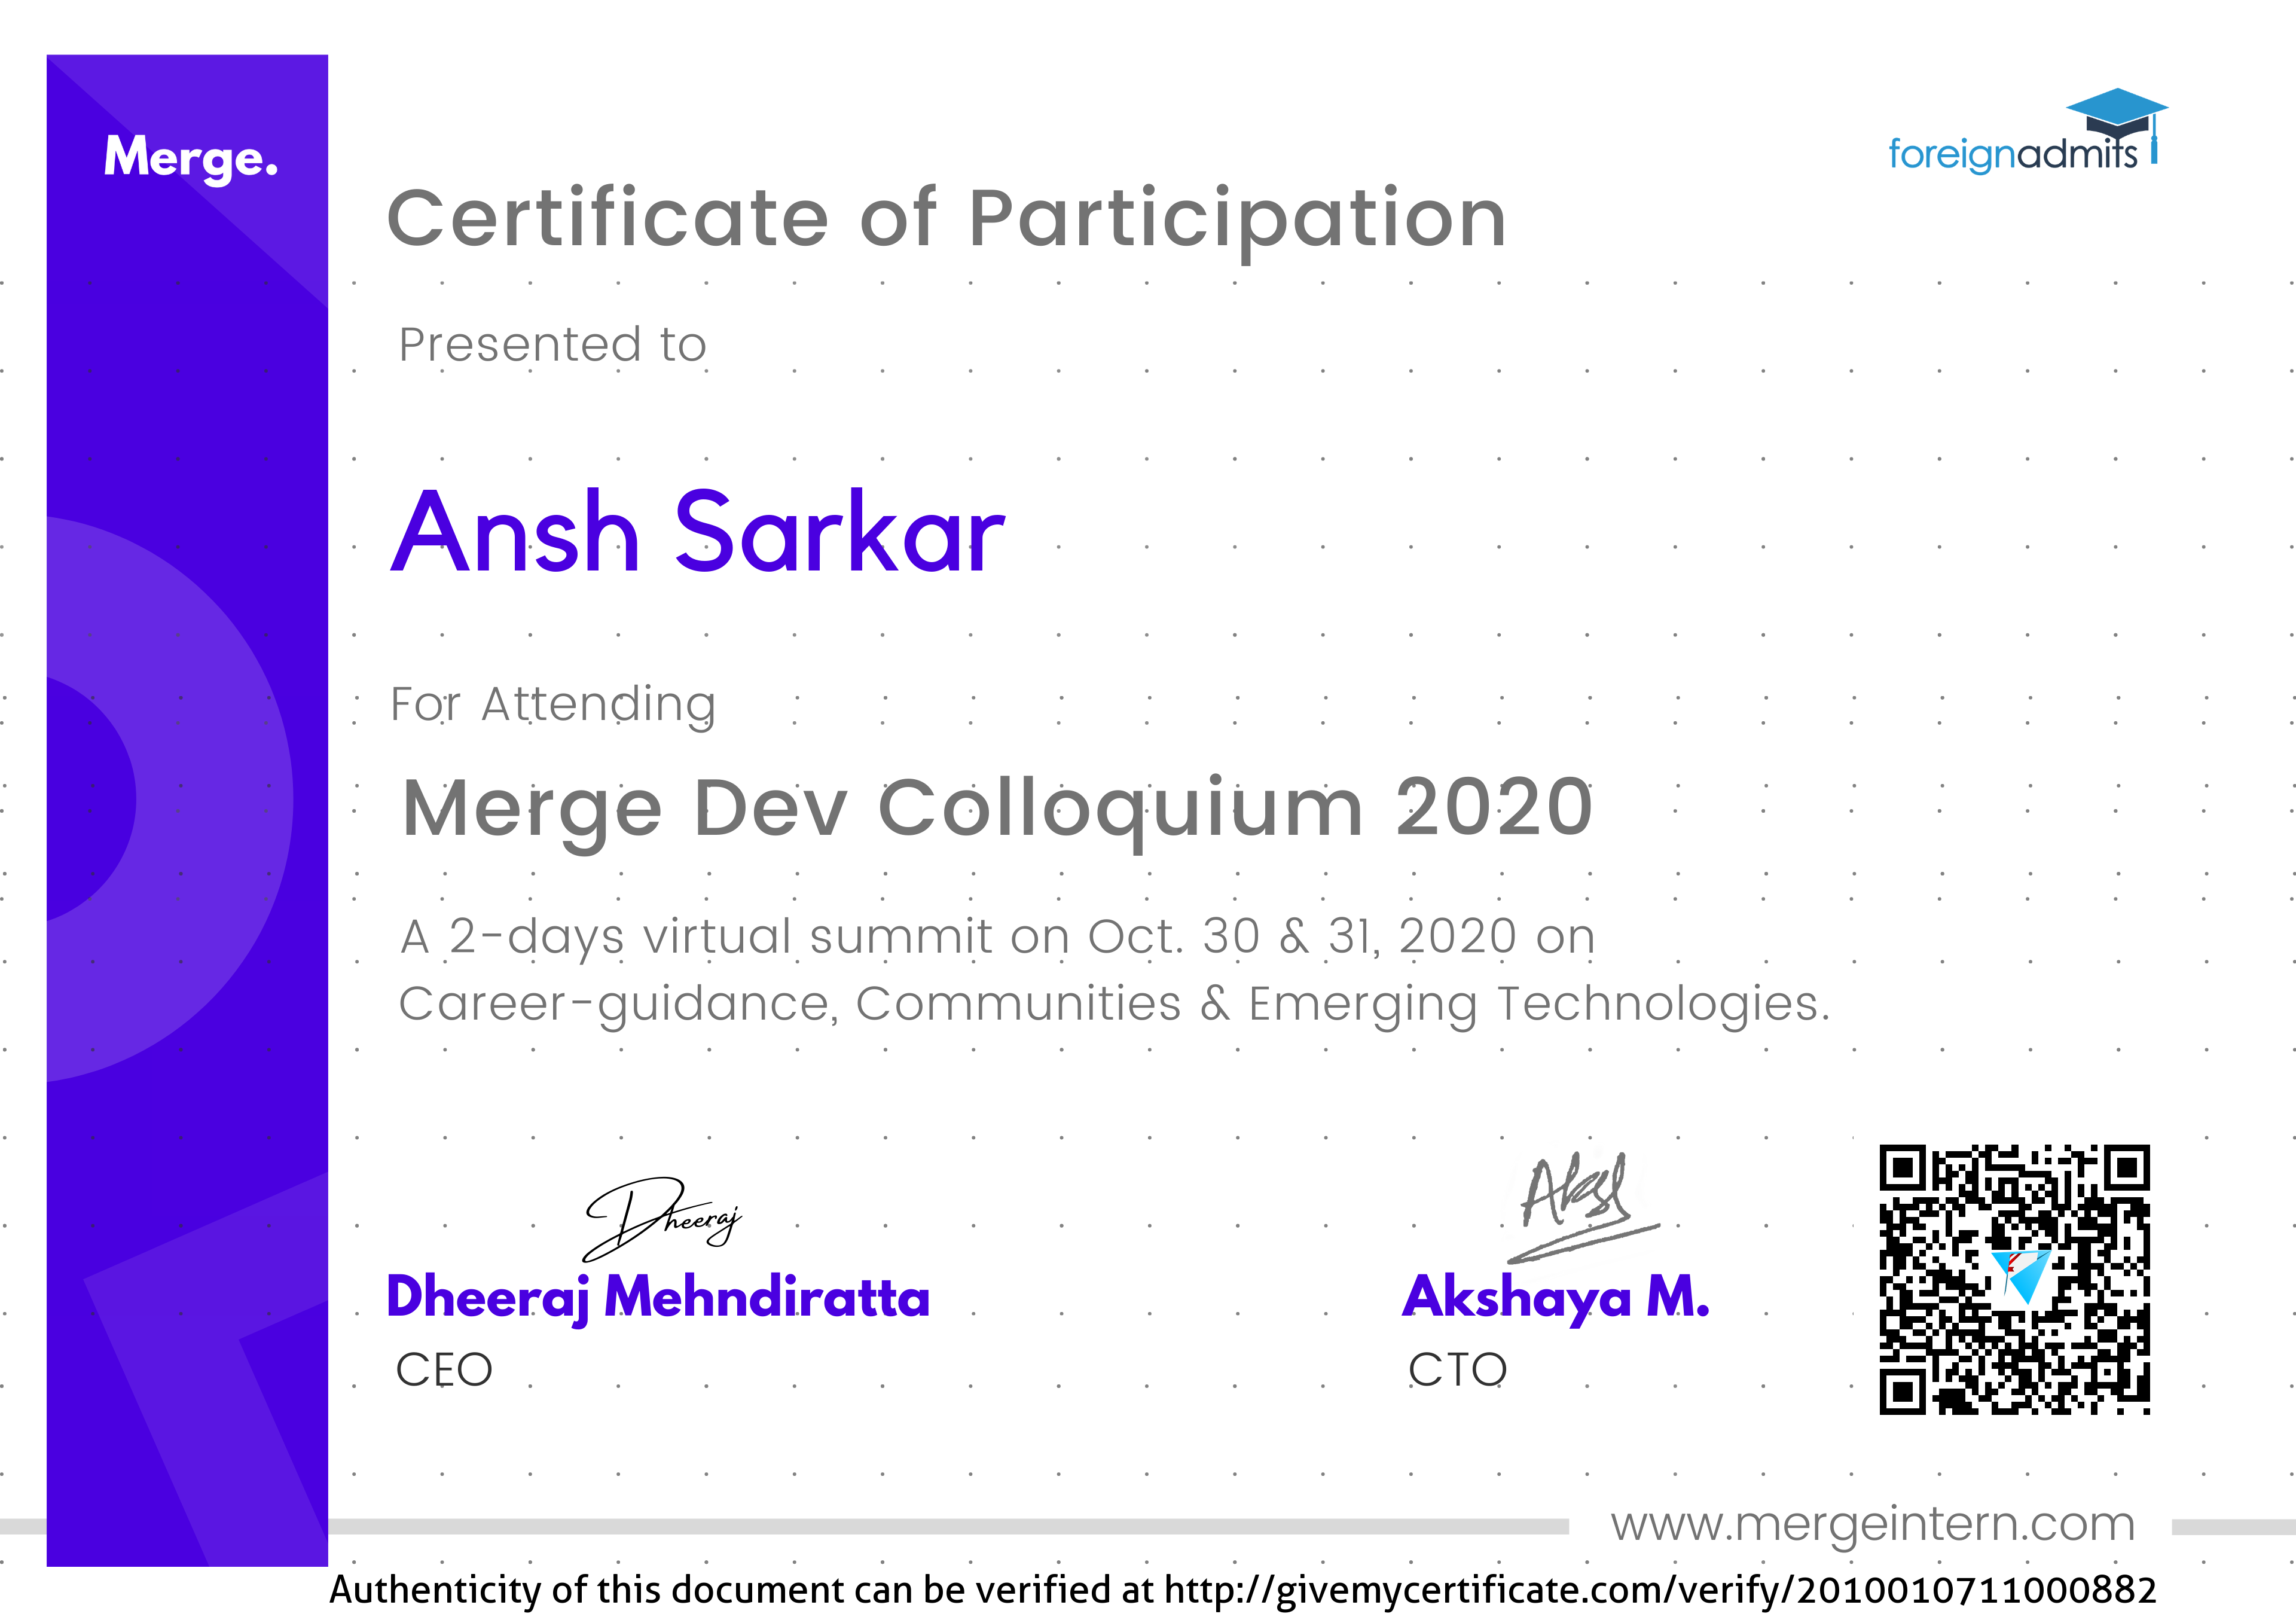 Merge.
foreignadmits
Certificate of Participation
Presented to
Ansh Sarkar
For Attending
Merge Dev Colloquium 2020
A 2-days virtual summit on Oct. 30 & 31, 2020 on
Career-guidance, Communities & Emerging Technologies.
Dheeraj
Dheeraj Mehndiratta
CEO
Akshaya M.
CTO
www.mergeintern.com
Authenticity of this document can be verified at http://givemycertificate.com/verify/2010010711000882